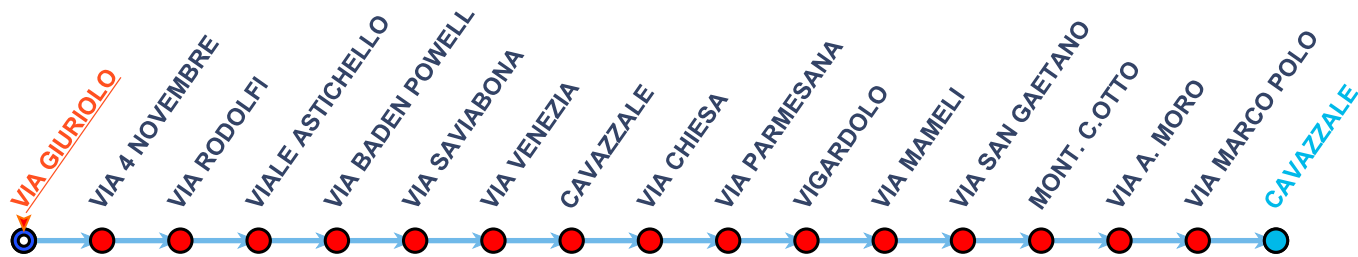 VIA GIURIOLO
VIA 4 NOVEMBRE
VIA RODOLFI
VIALE ASTICHELLO
VIA BADEN POWELL
VIA SAVIABONA
VIA VENEZIA
CAVAZZALE
VIA CHIESA
VIA PARMESANA
VIGARDOLO
VIA MAMELI
VIA SAN GAETANO
MONT. C.OTTO
VIA A. MORO
VIA MARCO POLO
CAVAZZALE